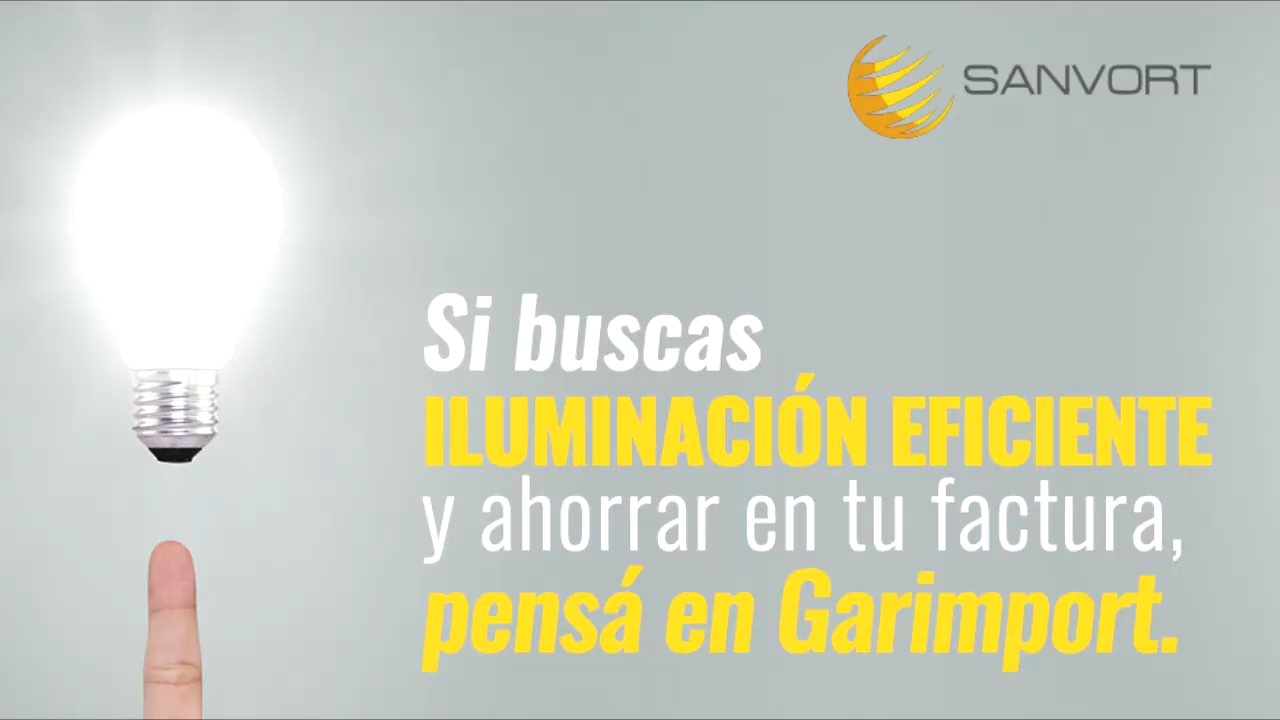 SANVORT
Si buscas
ILUMINACIÓN EFICIENTE
y ahorrar en tu factura,
pensá en Garimport.